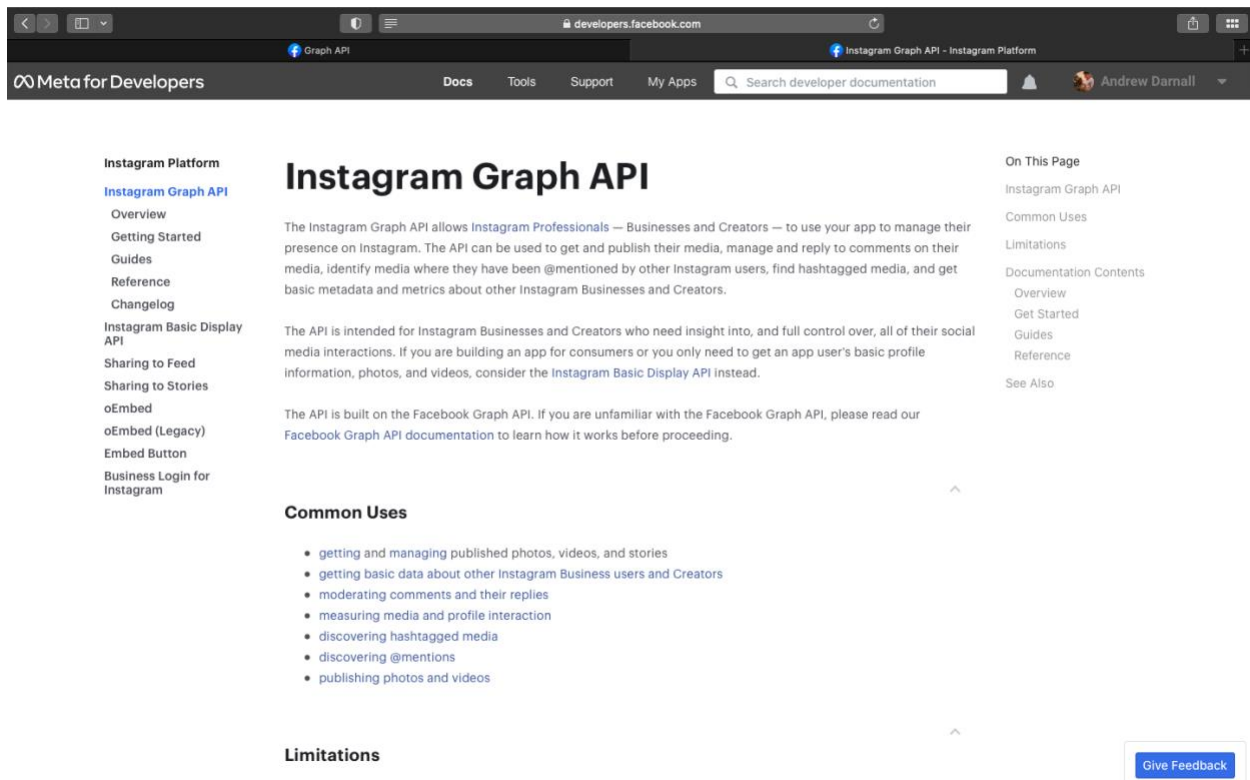 developers.facebook.com
Graph API
Instagram Graph API - Instagram Platform
Meta for Developers
Docs
Tools
Support
My Apps
Search developer documentation
Andrew Darnall
Instagram Platform
Instagram Graph API
Overview
Getting Started
Guides
Reference
Changelog
Instagram Basic Display
API
Sharing to Feed
Sharing to Stories
oEmbed
oEmbed (Legacy)
Embed Button
Business Login for
Instagram
Instagram Graph API
The Instagram Graph API allows Instagram Professionals — Businesses and Creators — to use your app to manage their
presence on Instagram. The API can be used to get and publish their media, manage and reply to comments on their
media, identify media where they have been @mentioned by other Instagram users, find hashtagged media, and get
basic metadata and metrics about other Instagram Businesses and Creators.
The API is intended for Instagram Businesses and Creators who need insight into, and full control over, all of their social
media interactions. If you are building an app for consumers or you only need to get an app user's basic profile
information, photos, and videos, consider the Instagram Basic Display API instead.
The API is built on the Facebook Graph API. If you are unfamiliar with the Facebook Graph API, please read our
Facebook Graph API documentation to learn how it works before proceeding.
Common Uses
getting and managing published photos, videos, and stories
getting basic data about other Instagram Business users and Creators
moderating comments and their replies
measuring media and profile interaction
discovering hashtagged media
discovering @mentions
publishing photos and videos
Limitations
On This Page
Instagram Graph API
Common Uses
Limitations
Documentation Contents
Overview
Get Started
Guides
Reference
See Also
Give Feedback